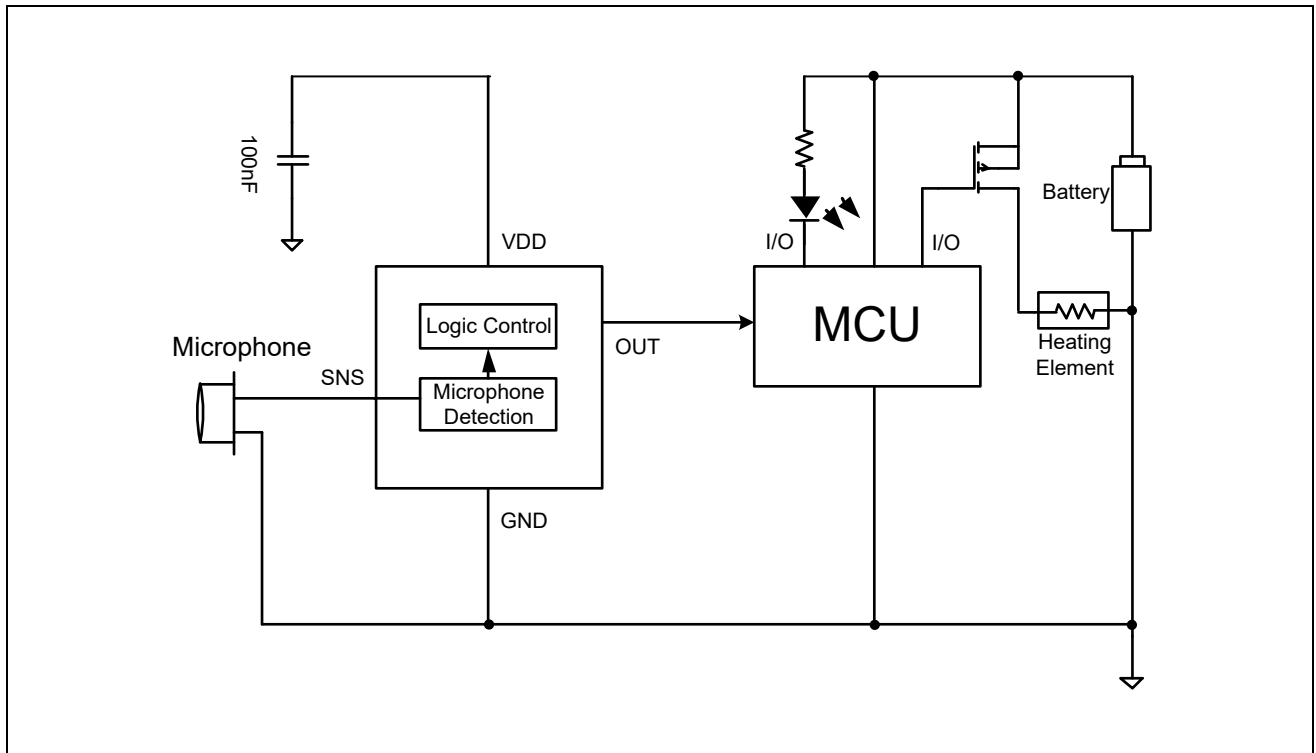 100nF
VDD
I/O
I/O
Battery
Logic Control
Microphone
SNS
Microphone
Detection
OUT
MCU
Heating
Element
GND